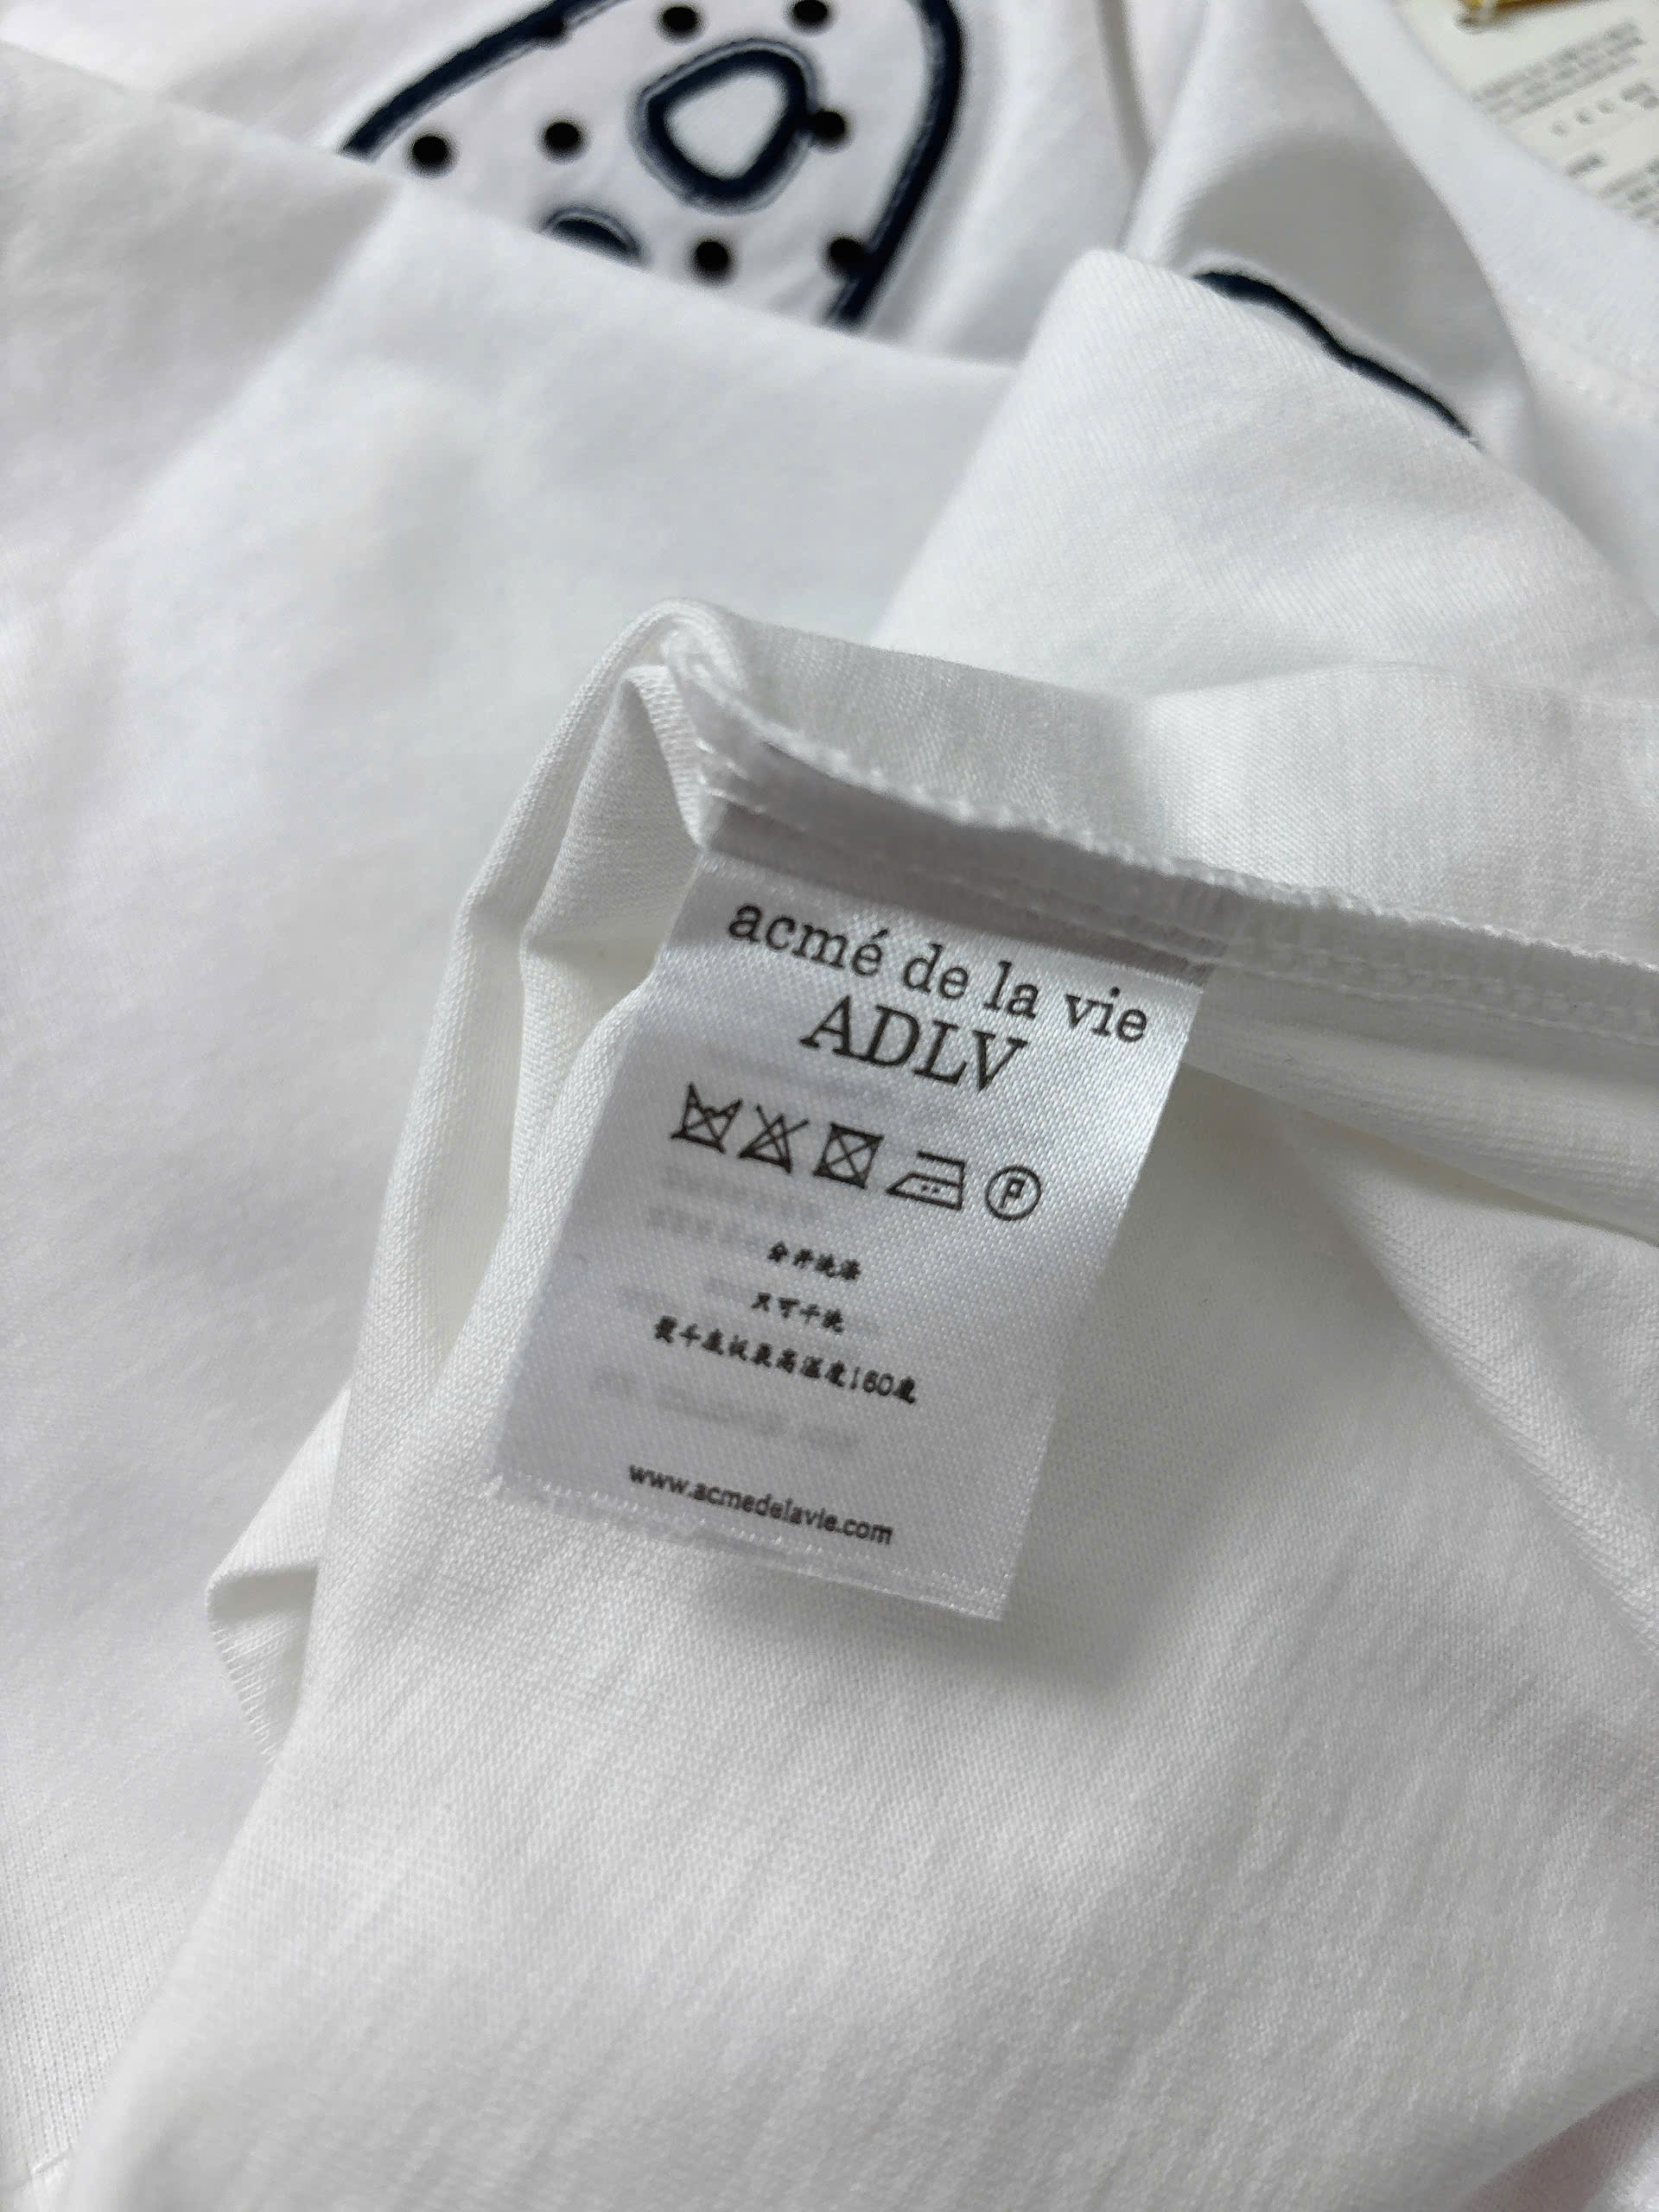 acmé de la vie
ADLV
P
分开洗涤
只可干洗
熨斗底板最高温度160度
www.acmedelavie.com